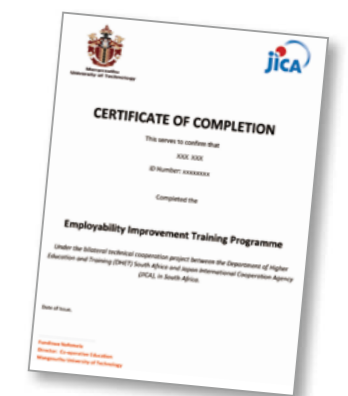 Mangosuthu
University of Technology
JICA
CERTIFICATE OF COMPLETION
This serves to confirm that
XXX XXX
ID Number: xxxxxxxx
Completed the
Employability Improvement Training Programme
Under the bilateral technical cooperation project between the Department of Higher
Education and Training (DHET) South Africa and Japan International Cooperation Agency
(JICA), in South Africa.
Date of Issue.
Director: Co-operative Education
Mangosuthu University of Technology